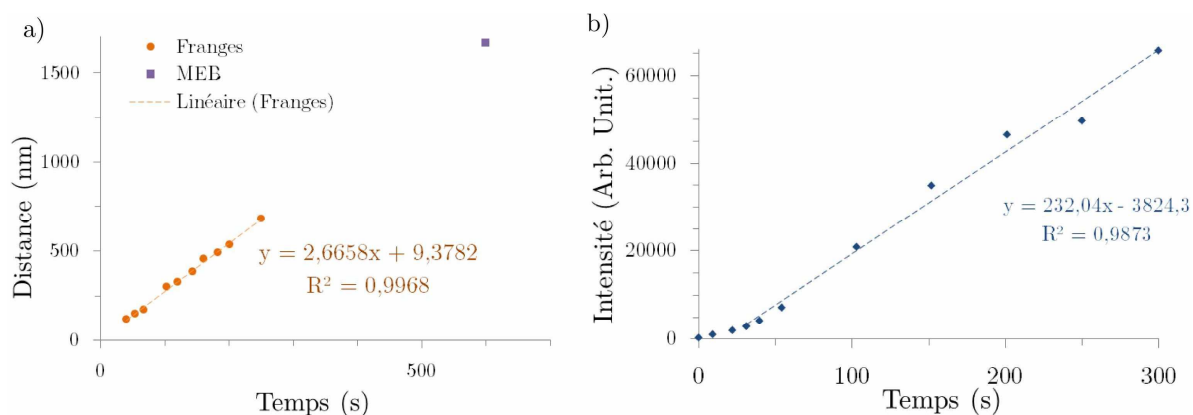 a)
Franges
MEB
Linéaire (Franges)
1500
1000
500
0
Distance (nm)
y = 2,6658x + 9,3782
R² = 0,9968
0
500
Temps (s)
b)
60000
40000
20000
0
Intensité (Arb. Unit.)
y = 232,04x - 3824,3
R² = 0,9873
0
100
200
300
Temps (s)